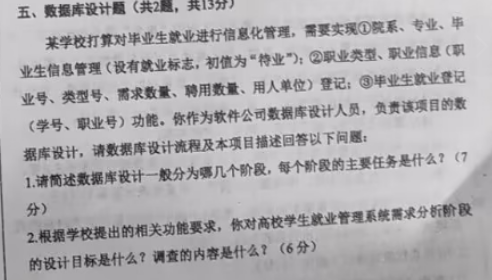 五、数据库设计题（共2题，共13分）
某学校打算对毕业生就业进行信息化管理，需要实现①院系、专业、毕
业生信息管理（设有就业标志，初值为“待业”）；②职业类型、职业信息（职
业号、类型号、需求数量、聘用数量、用人单位）登记；③毕业生就业登记
（学号、职业号）功能。你作为软件公司数据库设计人员，负责该项目的数
据库设计，请数据库设计流程及本项目描述回答以下问题：
1.请简述数据库设计一般分为哪几个阶段，每个阶段的主要任务是什么？（7
分）
2.根据学校提出的相关功能要求，你对高校学生就业管理系统需求分析阶段
的设计目标是什么？调查的内容是什么？（6分）